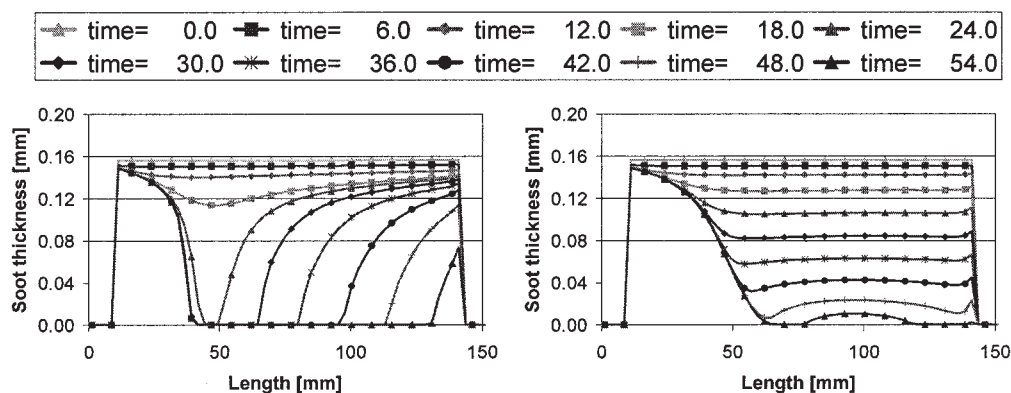 time= 0.0 time= 6.0 time= 12.0 time= 18.0 time= 24.0
time= 30.0 time= 36.0 time= 42.0 time= 48.0 time= 54.0
Soot thickness [mm]
0.20
0.16
0.12
0.08
0.04
0.00
0 50 100 150
Length [mm]
Soot thickness [mm]
0.20
0.16
0.12
0.08
0.04
0.00
0 50 100 150
Length [mm]